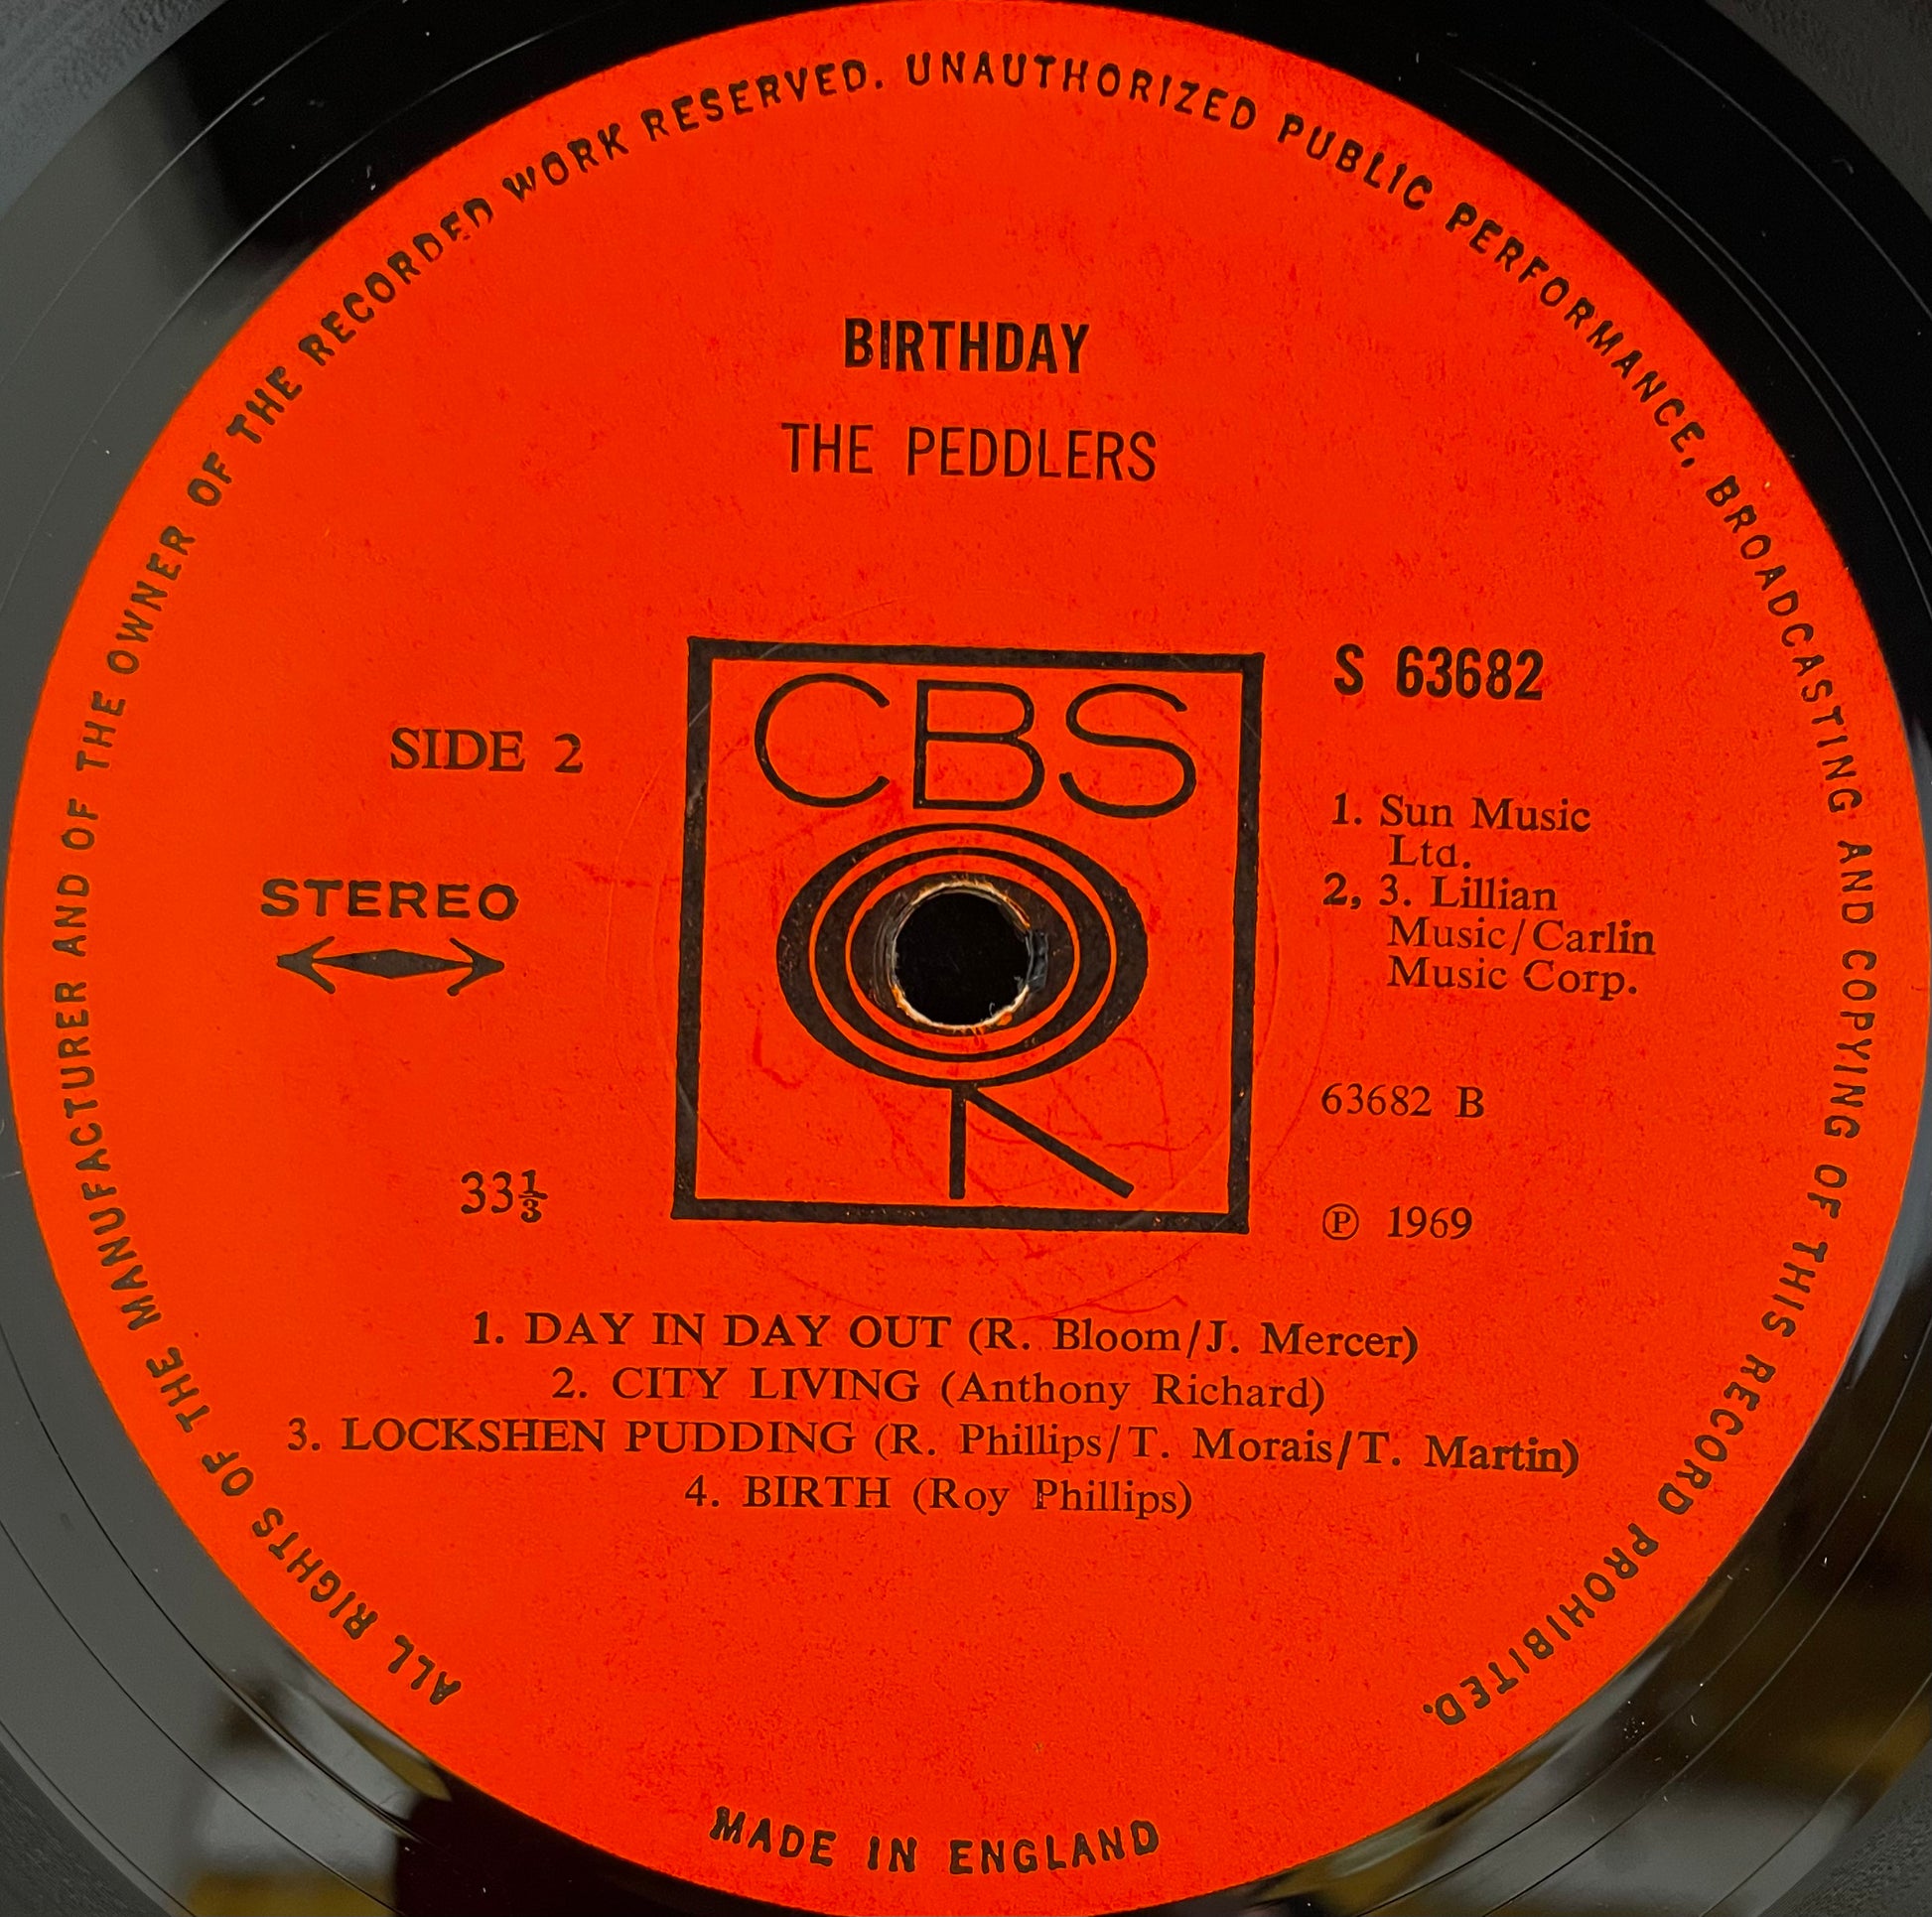 ALL RIGHTS OF THE MANUFACTURER AND OF THE OWNER OF THE RECORDED WORK RESERVED. UNAUTHORIZED PUBLIC PERFORMANCE, BROADCASTING AND COPYING OF THIS RECORD PROHIBITED.
BIRTHDAY
THE PEDDLERS
CBS
SIDE 2
STEREO
33⅓
S 63682
1. Sun Music
Ltd.
2, 3. Lillian
Music/Carlin
Music Corp.
63682 B
℗ 1969
1. DAY IN DAY OUT (R. Bloom/J. Mercer)
2. CITY LIVING (Anthony Richard)
3. LOCKSHEN PUDDING (R. Phillips/T. Morais/T. Martin)
4. BIRTH (Roy Phillips)
MADE IN ENGLAND